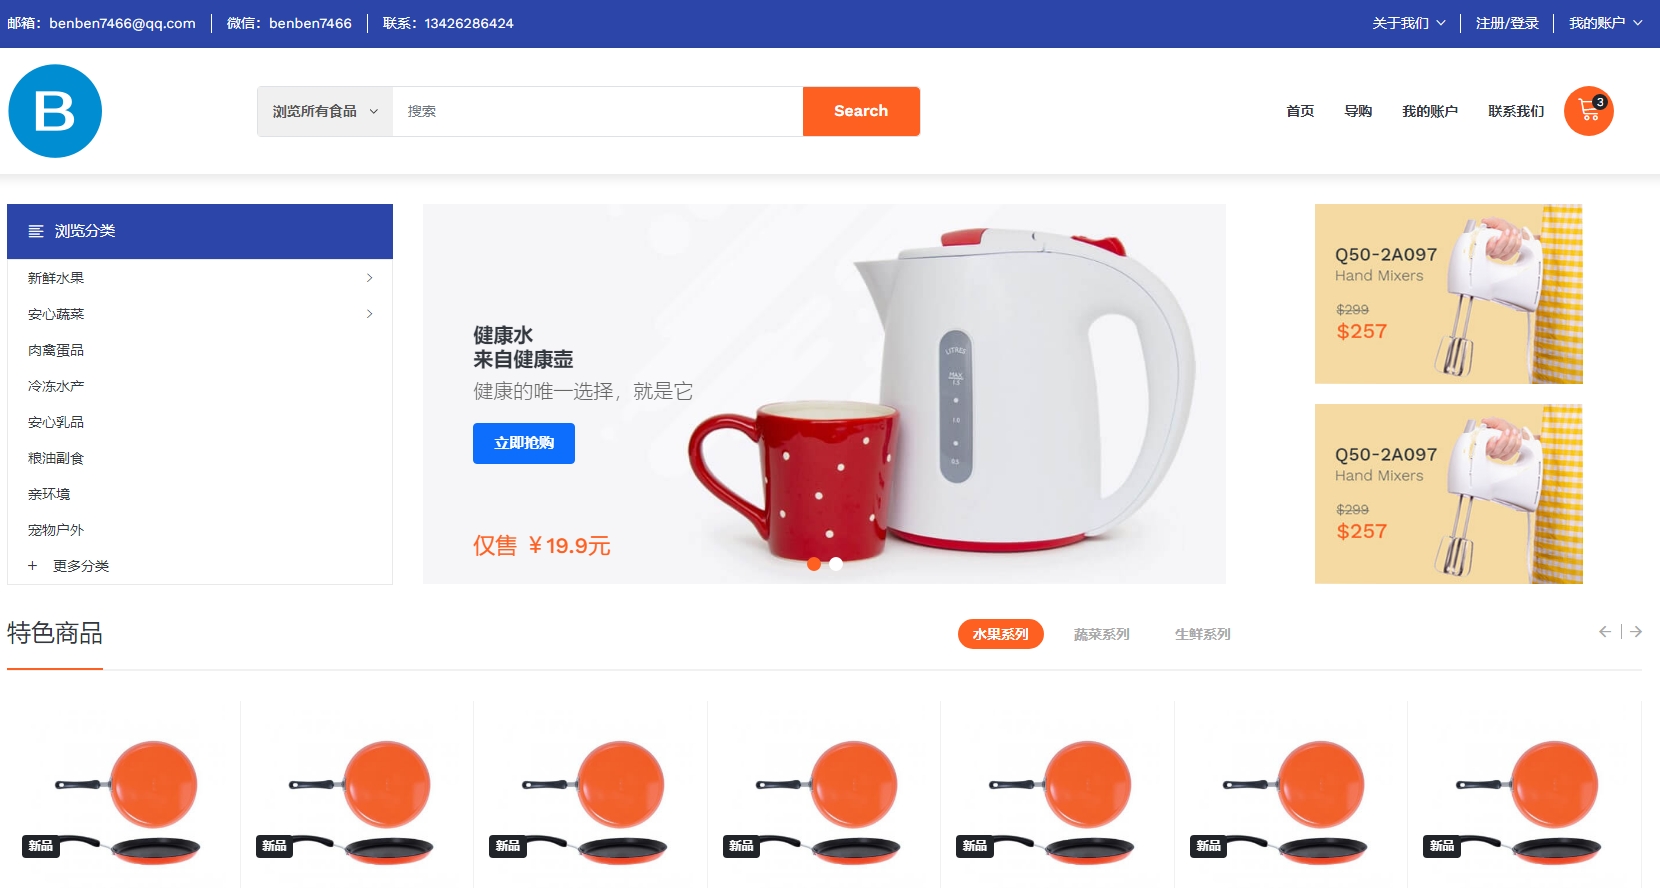 邮箱：benben7466@qq.com
微信：benben7466
联系：13426286424
关于我们
注册/登录
我的账户
B
浏览所有食品
搜索
Search
首页
导购
我的账户
联系我们
3
浏览分类
新鲜水果
安心蔬菜
肉禽蛋品
冷冻水产
安心乳品
粮油副食
亲环境
宠物户外
+ 更多分类
健康水
来自健康壶
健康的唯一选择，就是它
立即抢购
仅售 ￥19.9元
LITRES
MAX
1.5
1.0
0.5
Q50-2A097
Hand Mixers
$299
$257
Q50-2A097
Hand Mixers
$299
$257
特色商品
水果系列
蔬菜系列
生鲜系列
新品
新品
新品
新品
新品
新品
新品